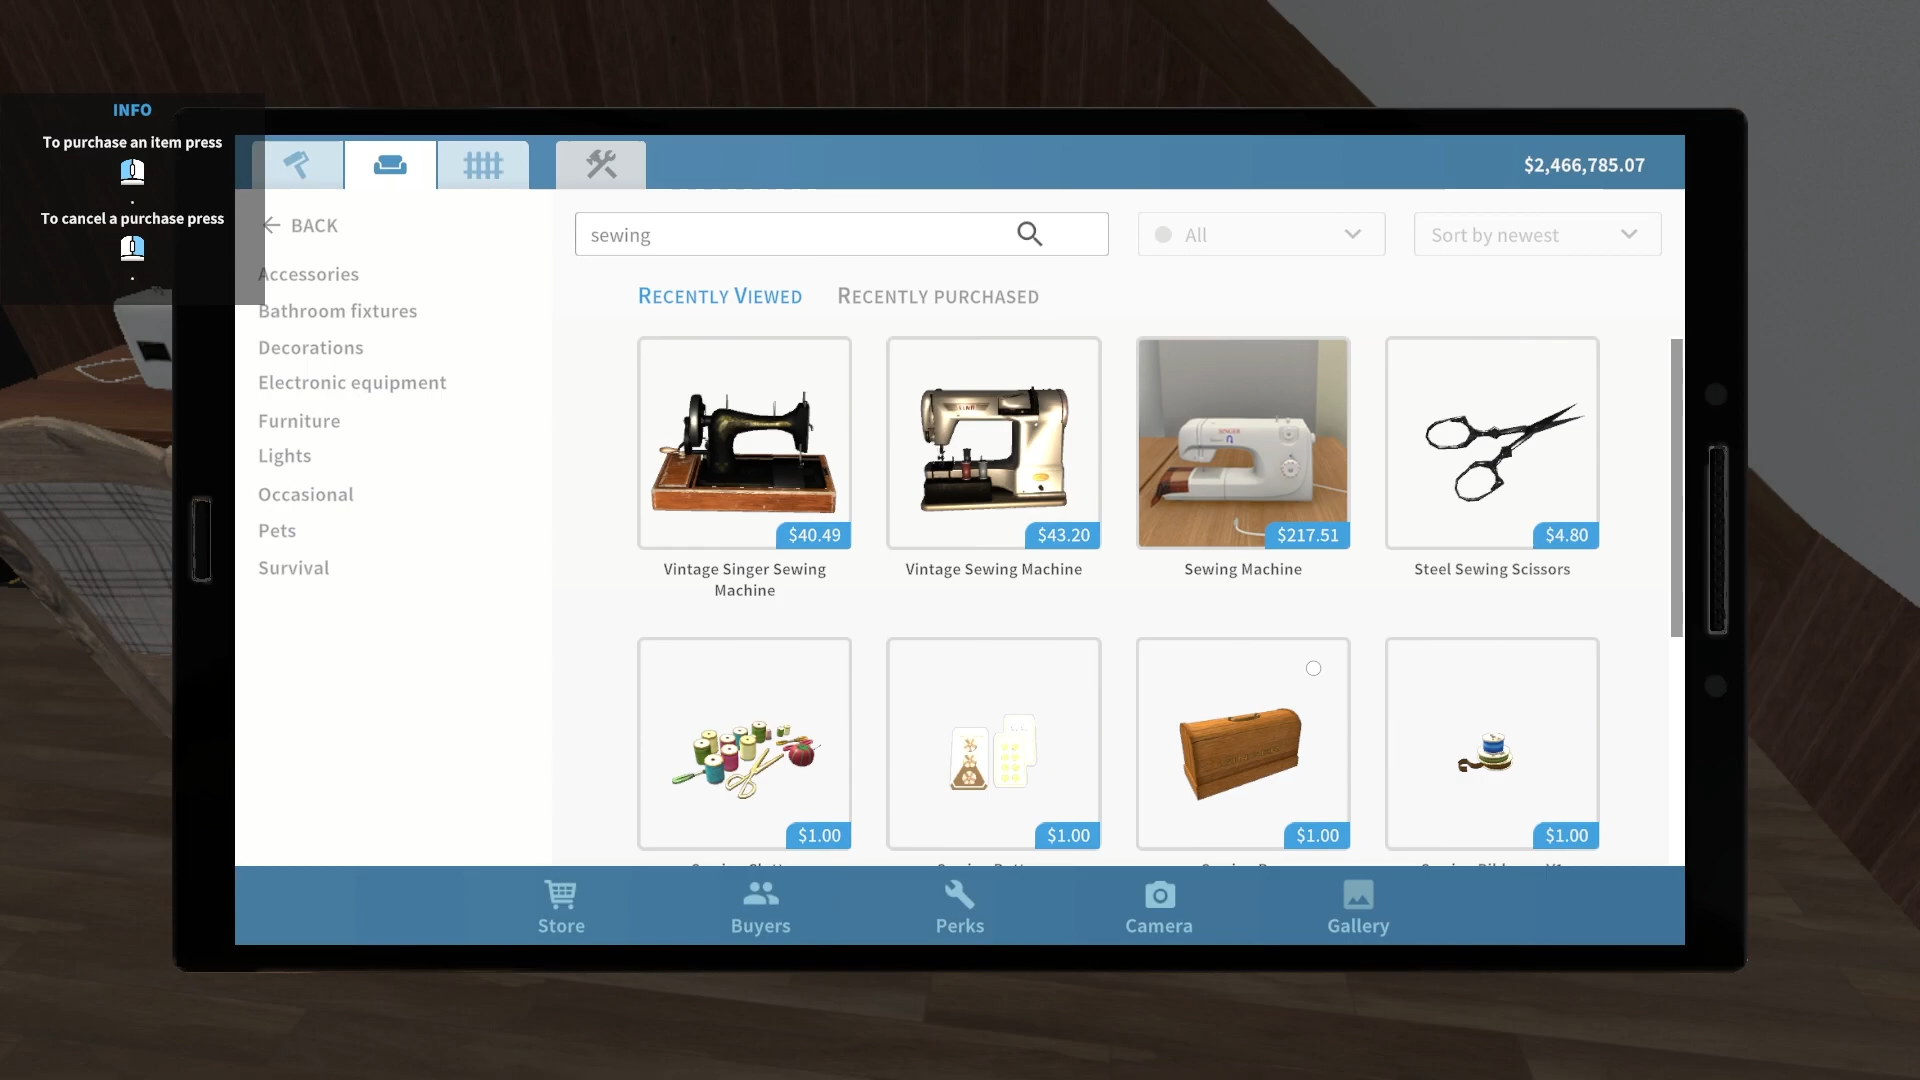 INFO
To purchase an item press
.
To cancel a purchase press
.
$2,466,785.07
BACK
Accessories
Bathroom fixtures
Decorations
Electronic equipment
Furniture
Lights
Occasional
Pets
Survival
sewing
All
Sort by newest
RECENTLY VIEWED
RECENTLY PURCHASED
$40.49
Vintage Singer Sewing
Machine
$43.20
Vintage Sewing Machine
SINGER
$217.51
Sewing Machine
$4.80
Steel Sewing Scissors
$1.00
$1.00
$1.00
$1.00
Store
Buyers
Perks
Camera
Gallery